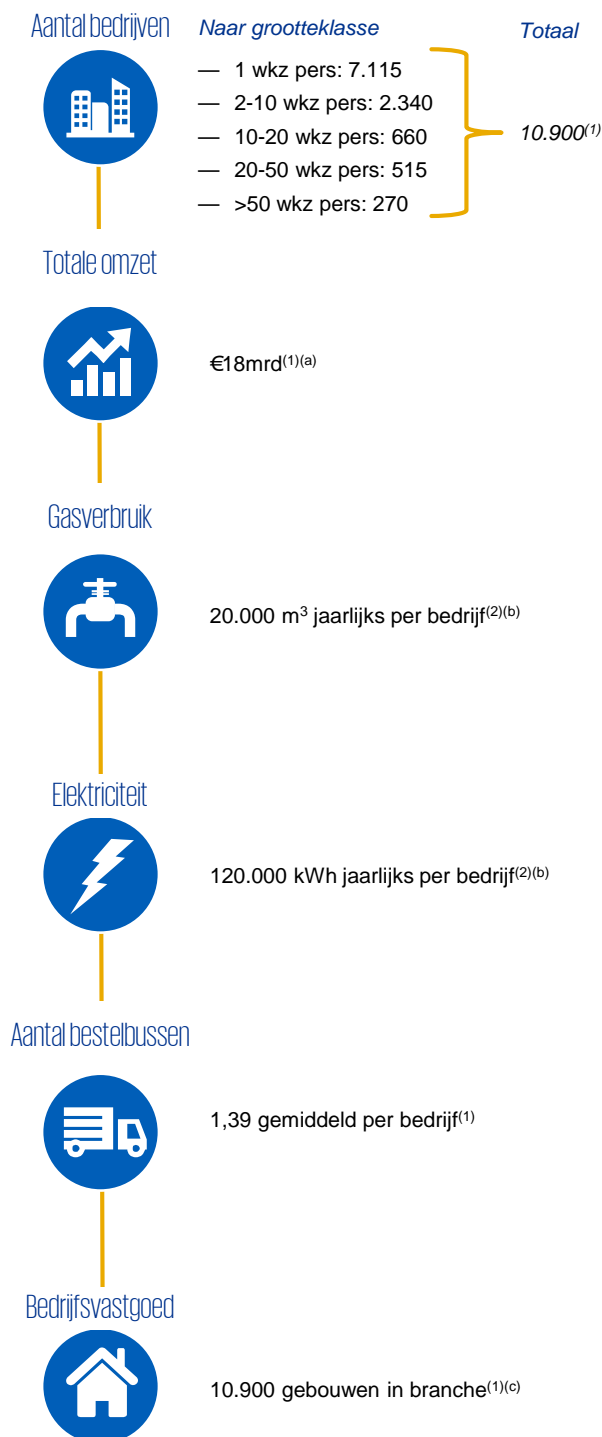 Aantal bedrijven
Naar grootteklasse
Totaal
— 1 wkz pers: 7.115
— 2-10 wkz pers: 2.340
— 10-20 wkz pers: 660
— 20-50 wkz pers: 515
— >50 wkz pers: 270
10.900(1)
Totale omzet
€18mrd(1)(a)
Gasverbruik
20.000 m³ jaarlijks per bedrijf(2)(b)
Elektriciteit
120.000 kWh jaarlijks per bedrijf(2)(b)
Aantal bestelbussen
1,39 gemiddeld per bedrijf(1)
Bedrijfsvastgoed
10.900 gebouwen in branche(1)(c)